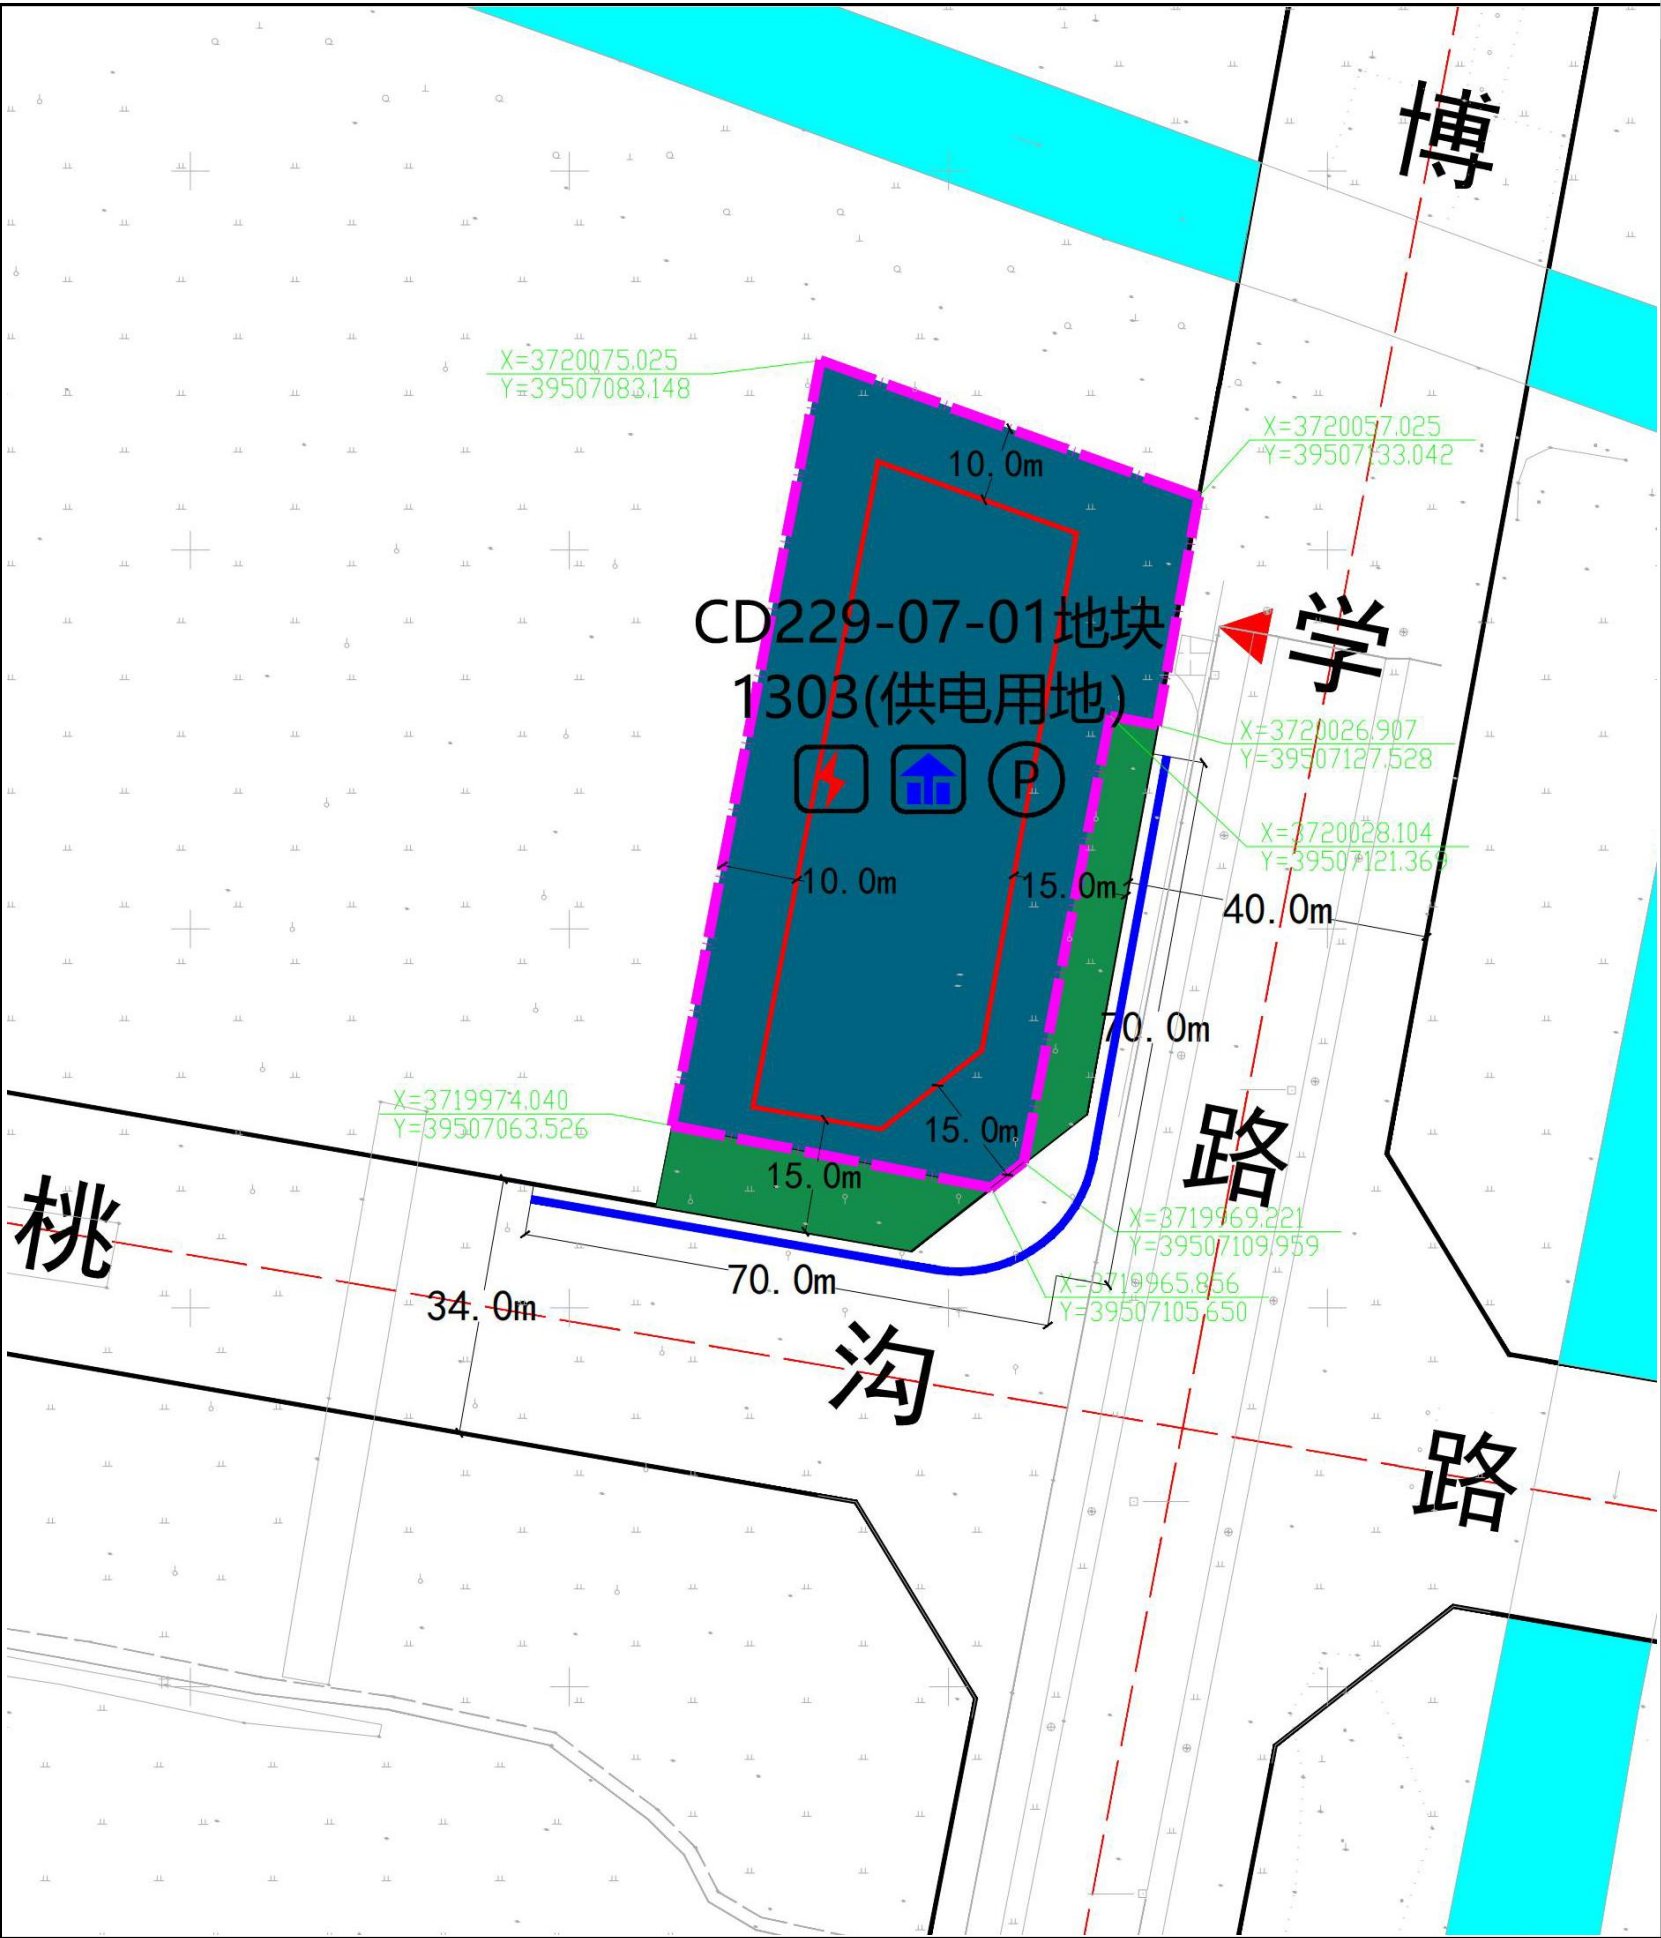 博
X=3720075.025
Y=39507083.148
X=3720057.025
Y=39507133.042
10.0m
CD229-07-01地块
学
1303(供电用地)
X=3720026.907
Y=39507127.528
P
X=3720028.104
Y=39507121.369
10.0m
15.0m
40.0m
70.0m
X=3719974.040
Y=39507063.526
15.0m
路
15.0m
桃
X=3719969.221
Y=39507109.959
70.0m
X=3719965.856
Y=39507105.650
34.0m
沟
路